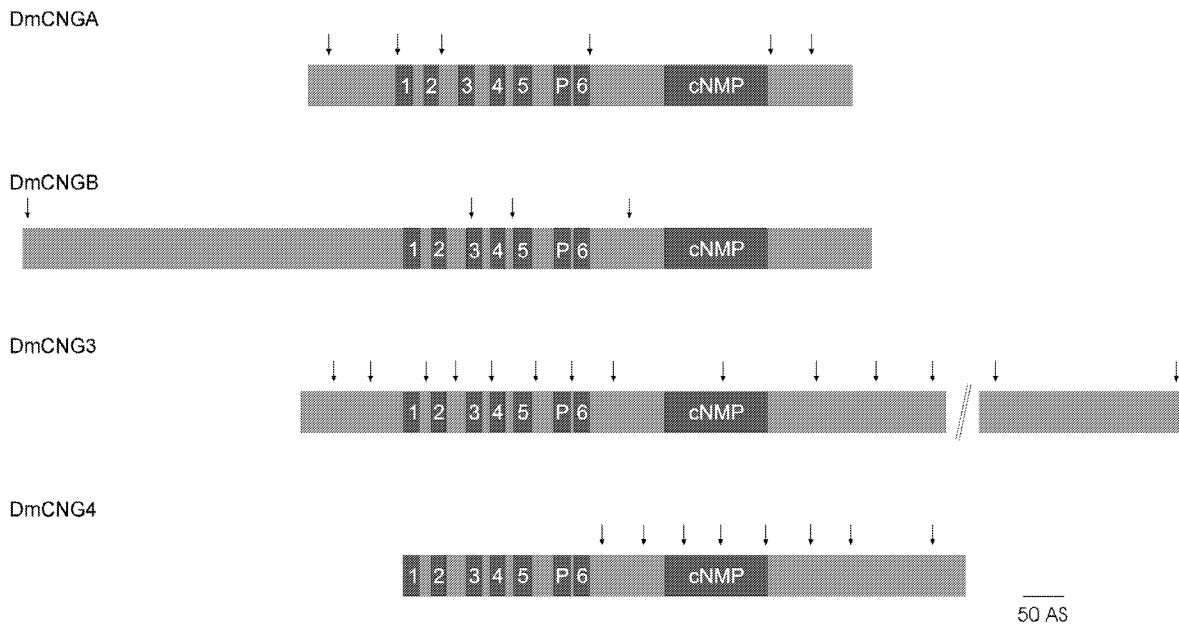 DmCNGA
1 2 3 4 5 P 6 cNMP
DmCNGB
1 2 3 4 5 P 6 cNMP
DmCNG3
1 2 3 4 5 P 6 cNMP
DmCNG4
1 2 3 4 5 P 6 cNMP
50 AS